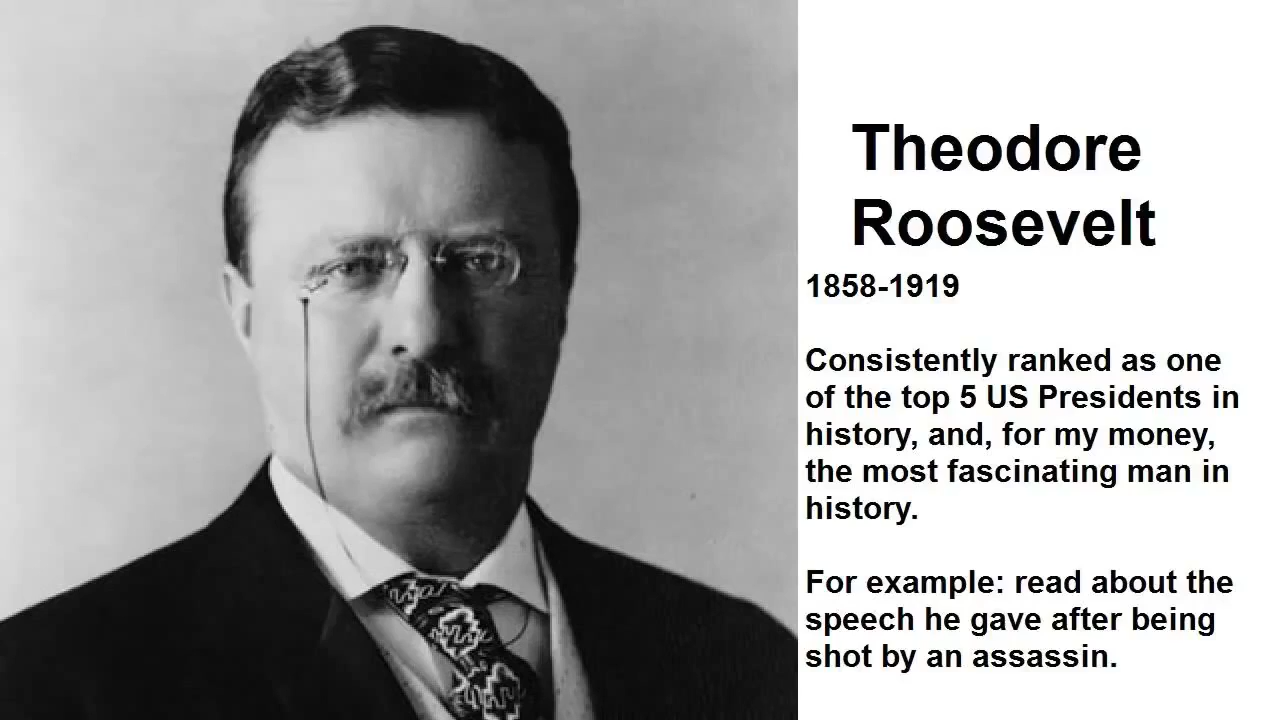 Theodore
Roosevelt
1858-1919
Consistently ranked as one
of the top 5 US Presidents in
history, and, for my money,
the most fascinating man in
history.
For example: read about the
speech he gave after being
shot by an assassin.